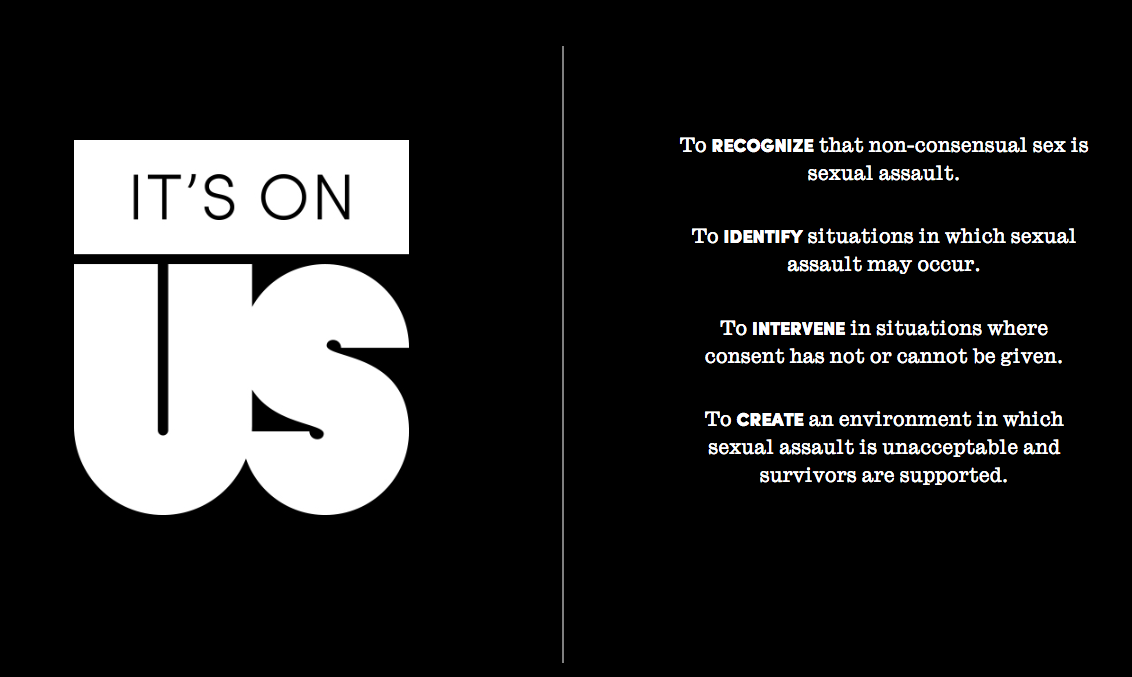 IT’S ON
US
To RECOGNIZE that non-consensual sex is
sexual assault.
To IDENTIFY situations in which sexual
assault may occur.
To INTERVENE in situations where
consent has not or cannot be given.
To CREATE an environment in which
sexual assault is unacceptable and
survivors are supported.